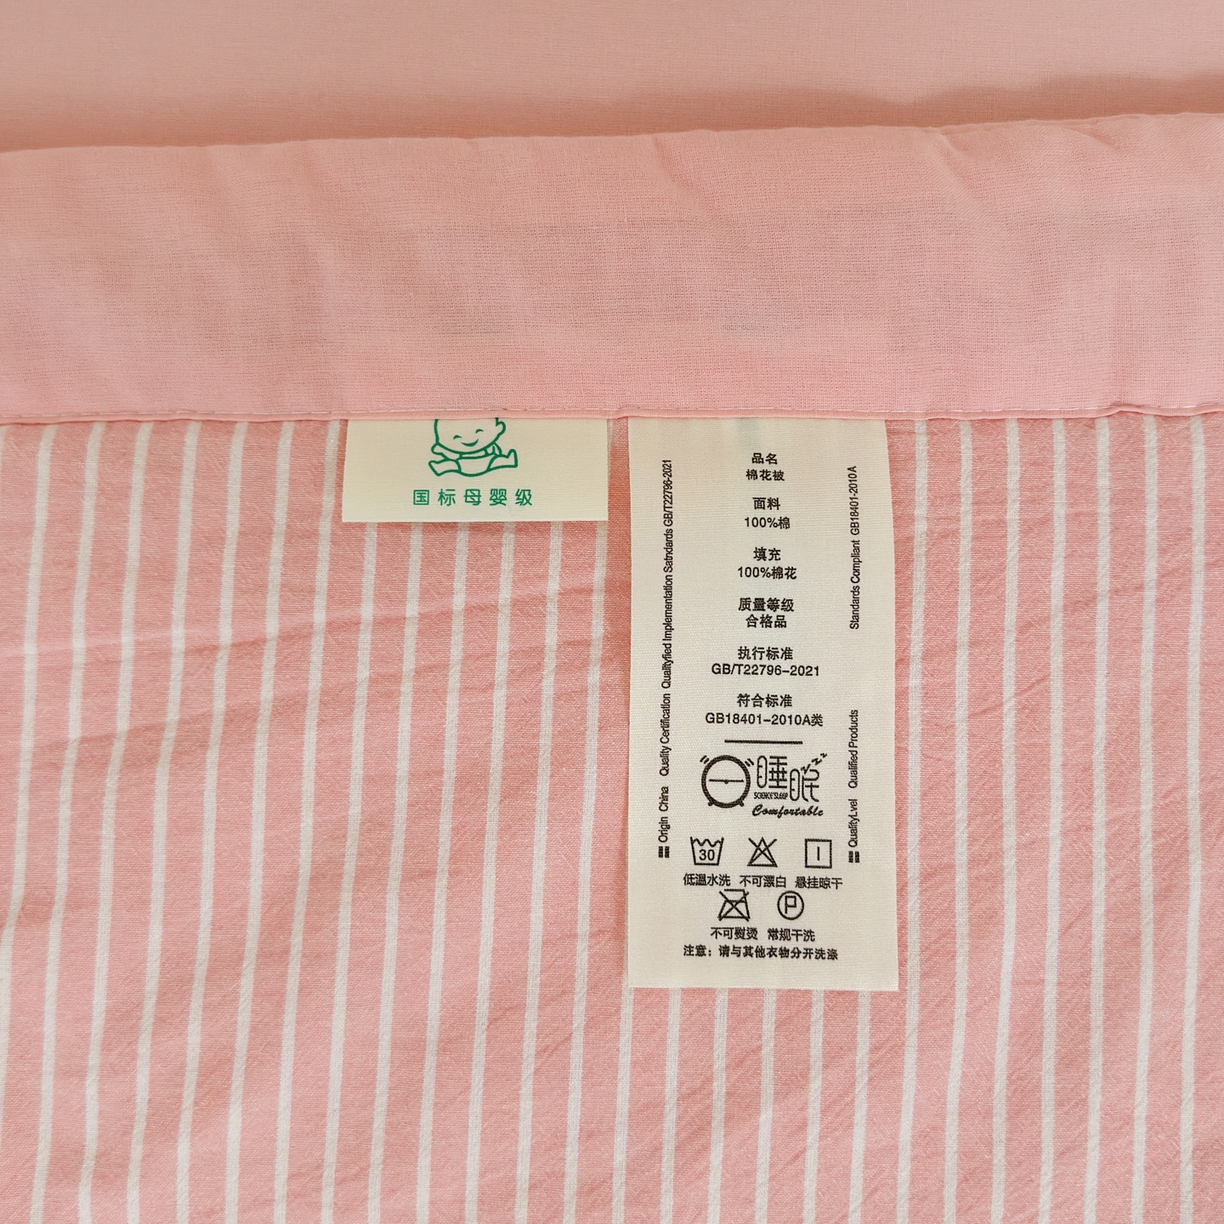 国标母婴级
品名
棉花被
面料
100%棉
填充
100%棉花
质量等级
合格品
执行标准
GB/T22796-2021
符合标准
GB18401-2010A类
睡眠
SCIENCE'SLEEP
Comfortable
30
低温水洗 不可漂白 悬挂晾干
P
不可熨烫 常规干洗
注意：请与其他衣物分开洗涤
Origin China Quality Certification Qualityfied Implementation Satndards GB/T22796-2021
QualityLvel Qualified Products Standards Compliant GB18401-2010A